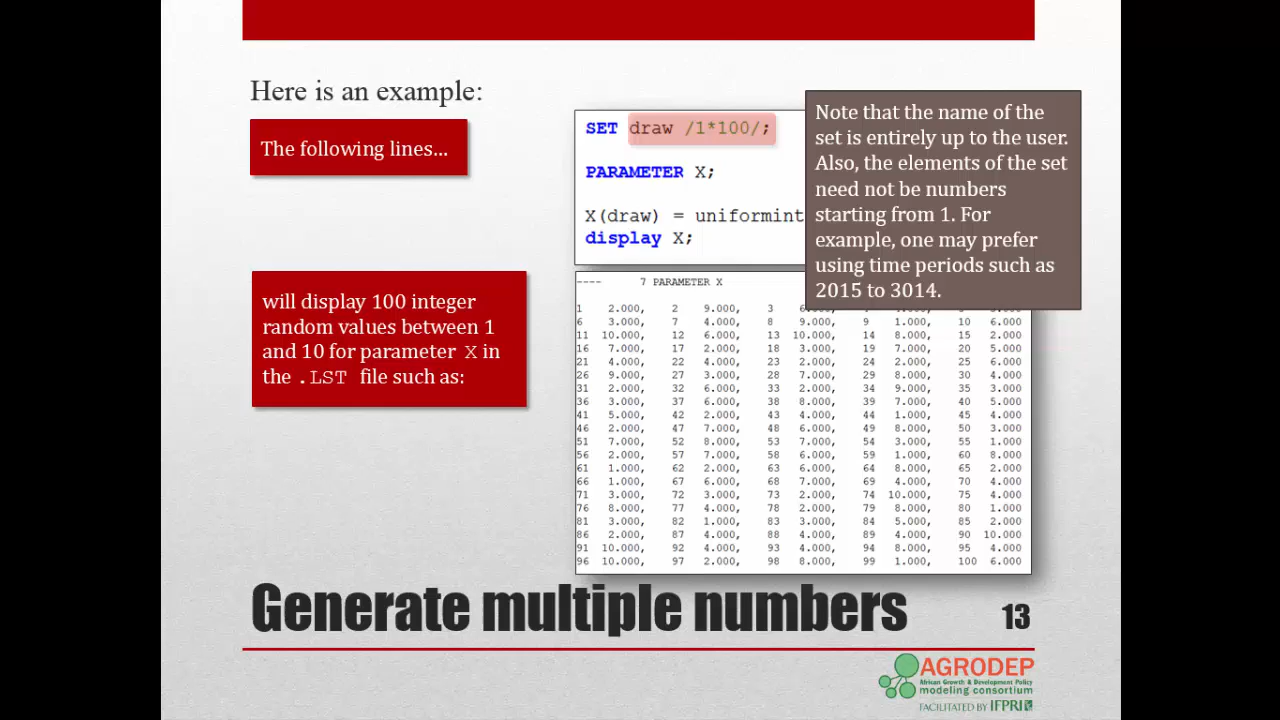 Here is an example:
The following lines...
SET draw /1*100/;
PARAMETER X;
X(draw) = uniformint
display X;
Note that the name of the
set is entirely up to the user.
Also, the elements of the set
need not be numbers
starting from 1. For
example, one may prefer
using time periods such as
2015 to 3014.
will display 100 integer
random values between 1
and 10 for parameter X in
the .LST file such as:
---- 7 PARAMETER X
1 2.000, 2 9.000, 3
6 3.000, 7 4.000, 8 9.000, 9 1.000, 10 6.000
11 10.000, 12 6.000, 13 10.000, 14 8.000, 15 2.000
16 7.000, 17 2.000, 18 3.000, 19 7.000, 20 5.000
21 4.000, 22 4.000, 23 2.000, 24 2.000, 25 6.000
26 9.000, 27 3.000, 28 7.000, 29 8.000, 30 4.000
31 2.000, 32 6.000, 33 2.000, 34 9.000, 35 3.000
36 3.000, 37 6.000, 38 8.000, 39 7.000, 40 5.000
41 5.000, 42 2.000, 43 4.000, 44 1.000, 45 4.000
46 2.000, 47 7.000, 48 6.000, 49 8.000, 50 3.000
51 7.000, 52 8.000, 53 7.000, 54 3.000, 55 1.000
56 2.000, 57 7.000, 58 6.000, 59 1.000, 60 8.000
61 1.000, 62 2.000, 63 6.000, 64 8.000, 65 2.000
66 1.000, 67 6.000, 68 7.000, 69 4.000, 70 4.000
71 3.000, 72 3.000, 73 2.000, 74 10.000, 75 4.000
76 8.000, 77 4.000, 78 2.000, 79 8.000, 80 1.000
81 3.000, 82 1.000, 83 3.000, 84 5.000, 85 2.000
86 2.000, 87 4.000, 88 4.000, 89 4.000, 90 10.000
91 10.000, 92 4.000, 93 4.000, 94 8.000, 95 4.000
96 10.000, 97 2.000, 98 8.000, 99 1.000, 100 6.000
Generate multiple numbers
13
AGRODEP
African Growth & Development Policy
modeling consortium
FACILITATED BY IFPRI